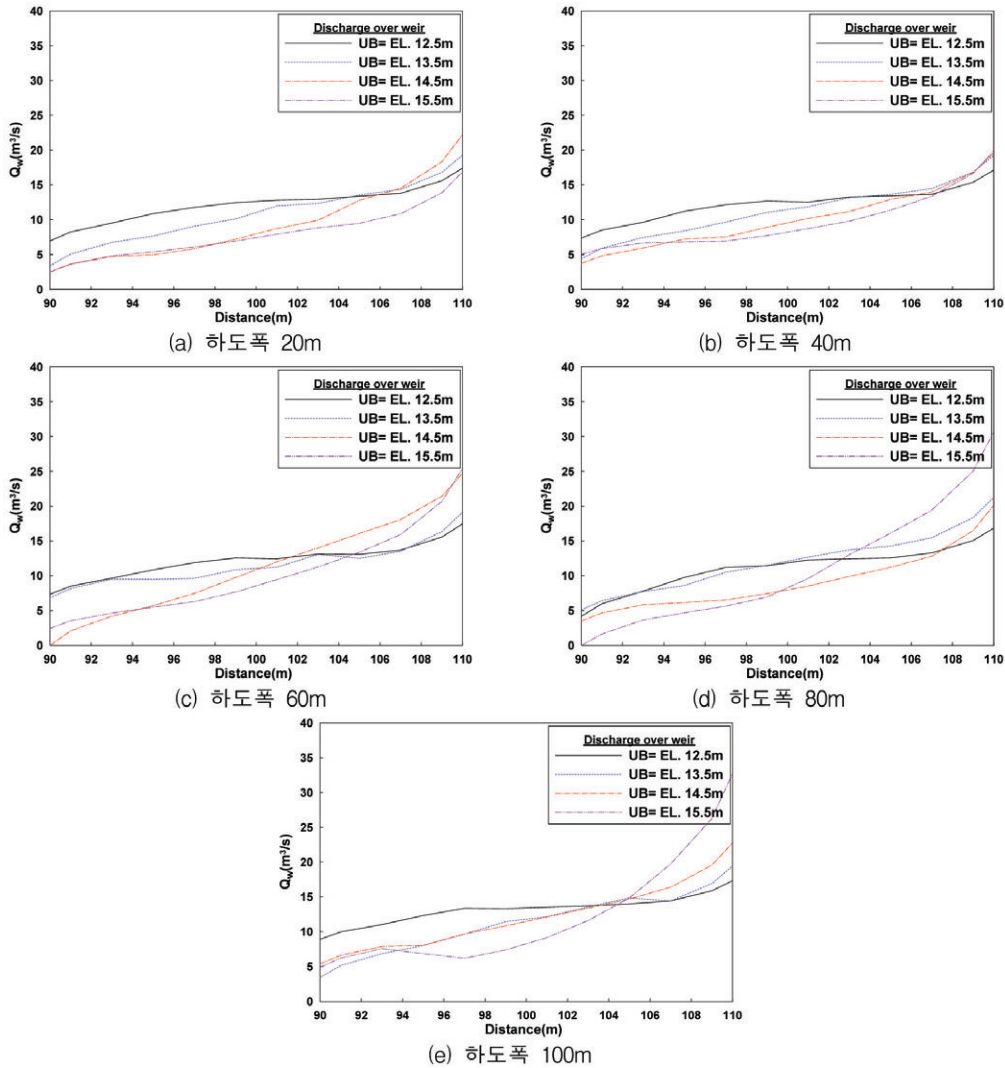 40
35
30
25
20
15
10
5
0
Q_w(m³/s)
Discharge over weir
UB= EL. 12.5m
UB= EL. 13.5m
UB= EL. 14.5m
UB= EL. 15.5m
90 92 94 96 98 100 102 104 106 108 110
Distance(m)
(a) 하도폭 20m
40
35
30
25
20
15
10
5
0
Q_w(m³/s)
Discharge over weir
UB= EL. 12.5m
UB= EL. 13.5m
UB= EL. 14.5m
UB= EL. 15.5m
90 92 94 96 98 100 102 104 106 108 110
Distance(m)
(b) 하도폭 40m
40
35
30
25
20
15
10
5
0
Q_w(m³/s)
Discharge over weir
UB= EL. 12.5m
UB= EL. 13.5m
UB= EL. 14.5m
UB= EL. 15.5m
90 92 94 96 98 100 102 104 106 108 110
Distance(m)
(c) 하도폭 60m
40
35
30
25
20
15
10
5
0
Q_w(m³/s)
Discharge over weir
UB= EL. 12.5m
UB= EL. 13.5m
UB= EL. 14.5m
UB= EL. 15.5m
90 92 94 96 98 100 102 104 106 108 110
Distance(m)
(d) 하도폭 80m
40
35
30
25
20
15
10
5
0
Q_w(m³/s)
Discharge over weir
UB= EL. 12.5m
UB= EL. 13.5m
UB= EL. 14.5m
UB= EL. 15.5m
90 92 94 96 98 100 102 104 106 108 110
Distance(m)
(e) 하도폭 100m